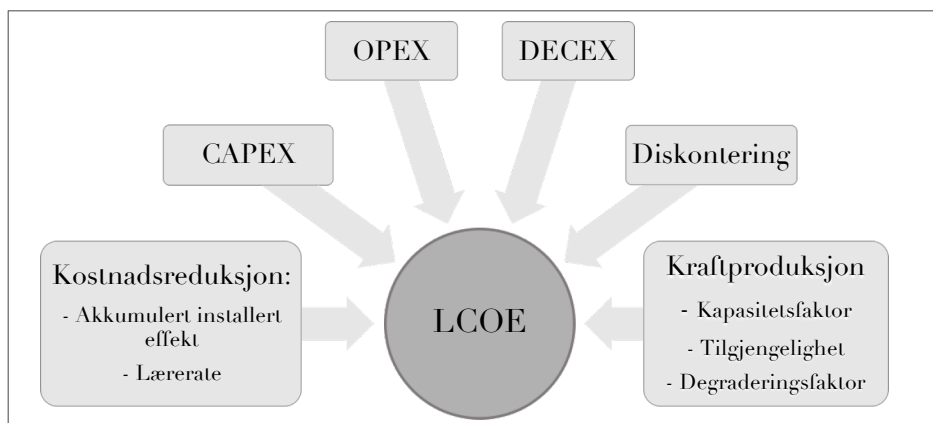 OPEX
DECEX
CAPEX
Diskontering
Kostnadsreduksjon:
- Akkumulert installert
effekt
- Lærerate
LCOE
Kraftproduksjon
- Kapasitetsfaktor
- Tilgjengelighet
- Degraderingsfaktor